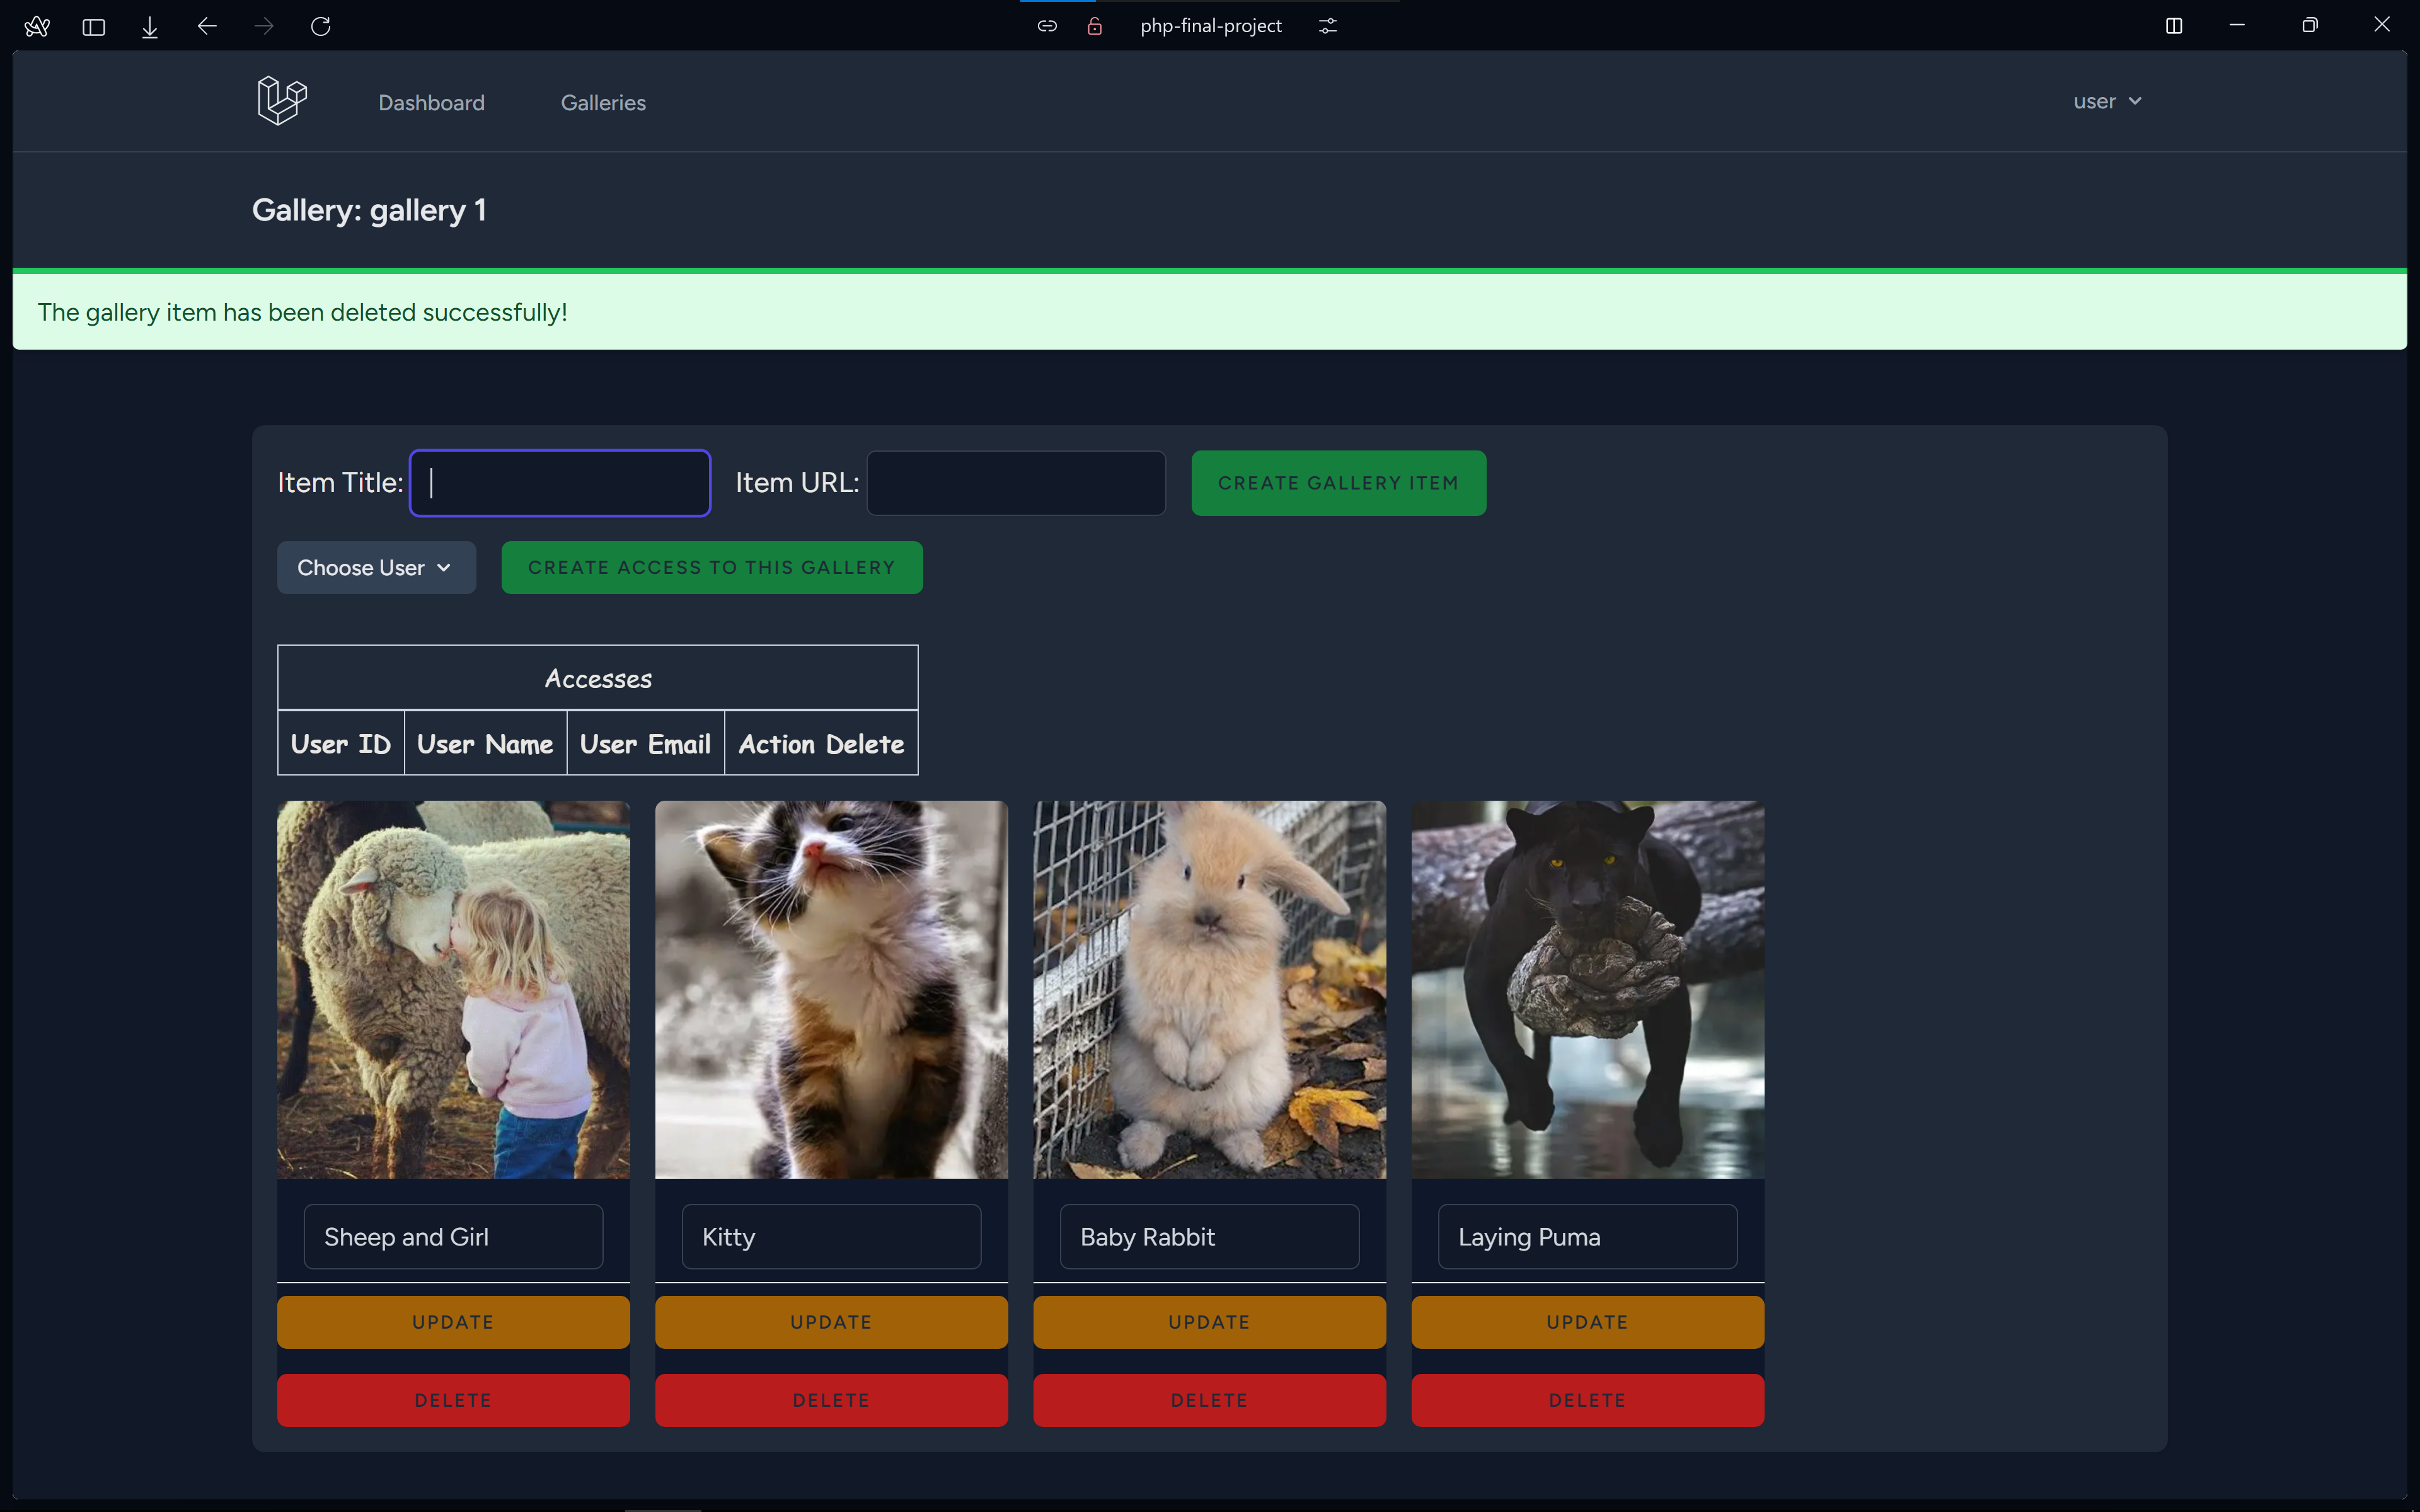 php-final-project
Dashboard Galleries user
Gallery: gallery 1
The gallery item has been deleted successfully!
Item Title: Item URL: CREATE GALLERY ITEM
Choose User CREATE ACCESS TO THIS GALLERY
Accesses
User ID User Name User Email Action Delete
Sheep and Girl Kitty Baby Rabbit Laying Puma
UPDATE UPDATE UPDATE UPDATE
DELETE DELETE DELETE DELETE